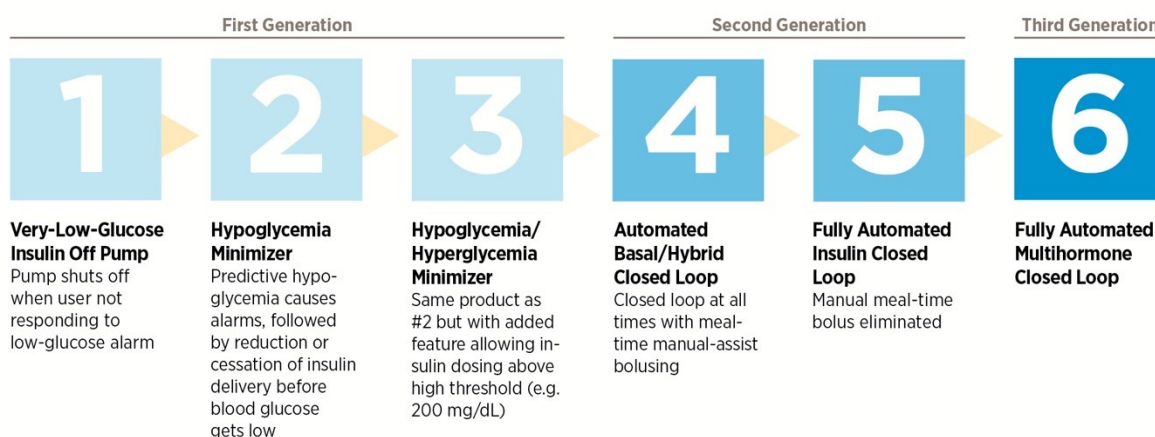 First Generation
Second Generation
Third Generation
1
2
3
4
5
6
Very-Low-Glucose
Insulin Off Pump
Pump shuts off
when user not
responding to
low-glucose alarm
Hypoglycemia
Minimizer
Predictive hypo-
glycemia causes
alarms, followed
by reduction or
cessation of insulin
delivery before
blood glucose
gets low
Hypoglycemia/
Hyperglycemia
Minimizer
Same product as
#2 but with added
feature allowing in-
sulin dosing above
high threshold (e.g.
200 mg/dL)
Automated
Basal/Hybrid
Closed Loop
Closed loop at all
times with meal-
time manual-assist
bolusing
Fully Automated
Insulin Closed
Loop
Manual meal-time
bolus eliminated
Fully Automated
Multihormone
Closed Loop